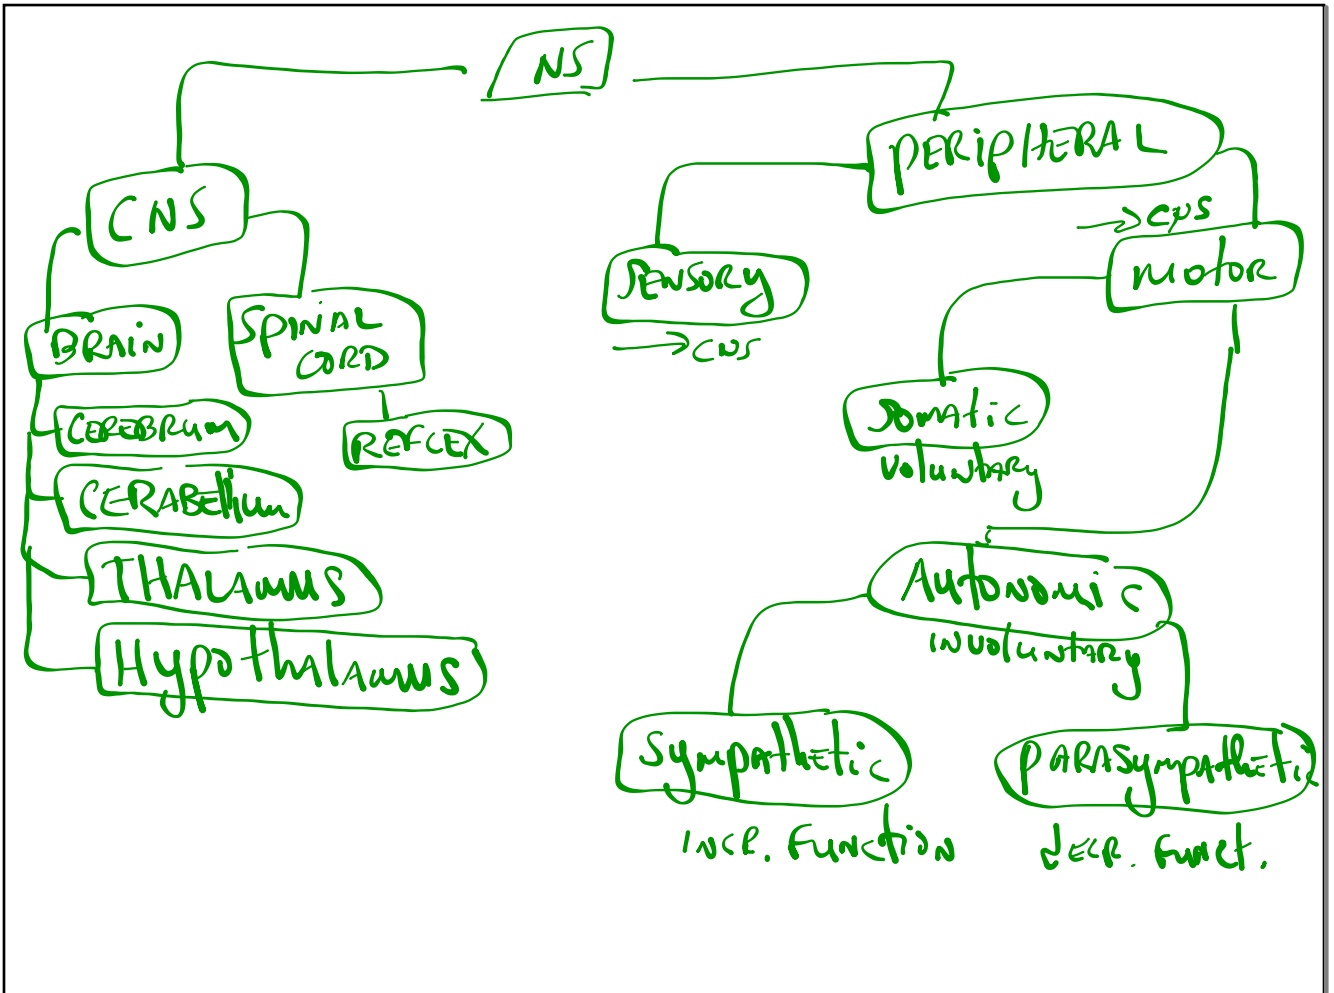 NS
PERIPHERAL
CNS
→ CNS
MOTOR
SENSORY
→ CNS
BRAIN
SPINAL
CORD
SOMATIC
VOLUNTARY
CEREBRUM
REFLEX
CERABELLUM
THALAMUS
AUTONOMIC
INVOLUNTARY
HYPOTHALAMUS
SYMPATHETIC
PARASYMPATHETIC
INCR. FUNCTION
DECR. FUNCT.